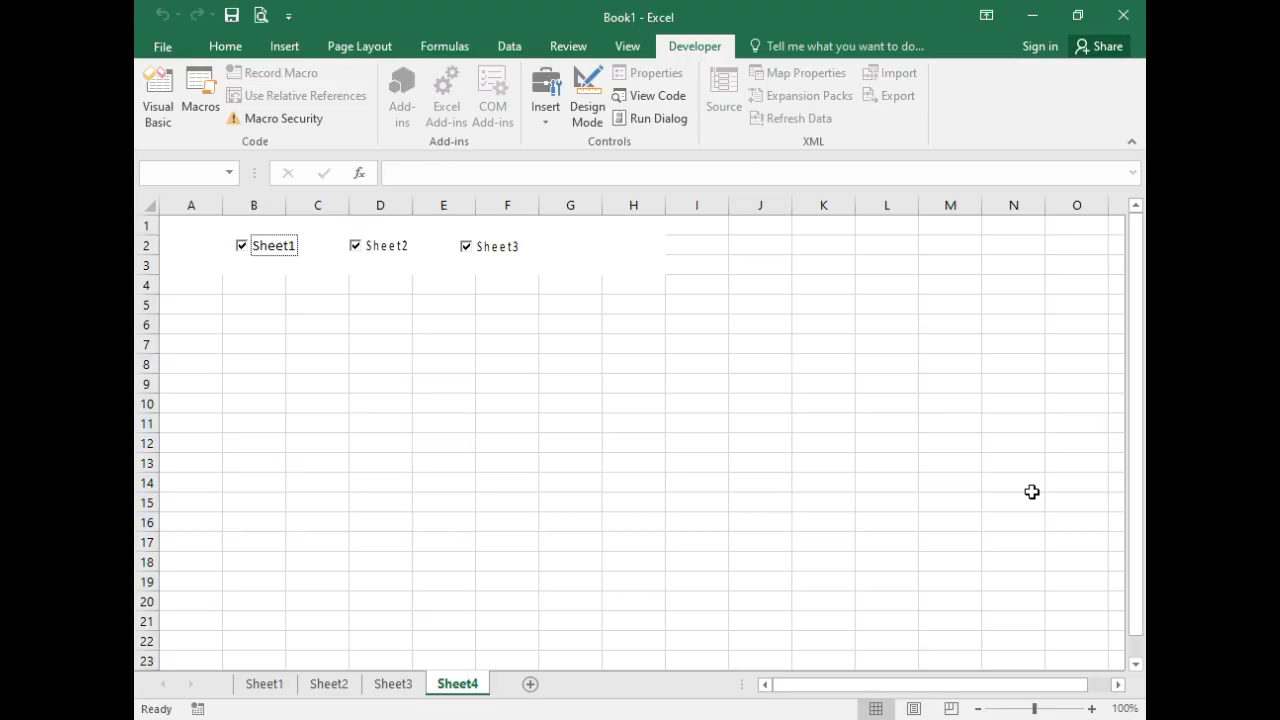 Book1 - Excel
File Home Insert Page Layout Formulas Data Review View Developer Tell me what you want to do... Sign in Share
Visual Basic
Macros
Record Macro
Use Relative References
Macro Security
Code
Add-ins
Excel Add-ins
COM Add-ins
Add-ins
Insert
Design Mode
Properties
View Code
Run Dialog
Controls
Source
Map Properties
Expansion Packs
Refresh Data
Import
Export
XML
fx
A B C D E F G H I J K L M N O
1
2 Sheet1 Sheet2 Sheet3
3
4
5
6
7
8
9
10
11
12
13
14
15
16
17
18
19
20
21
22
23
Sheet1 Sheet2 Sheet3 Sheet4
Ready 100%